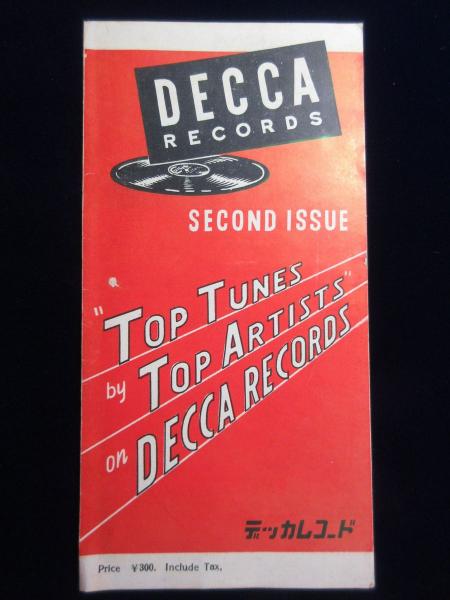 DECCA
RECORDS
SECOND ISSUE
"TOP TUNES
by TOP ARTISTS"
on DECCA RECORDS
デッカレコード
Price ¥300. Include Tax.